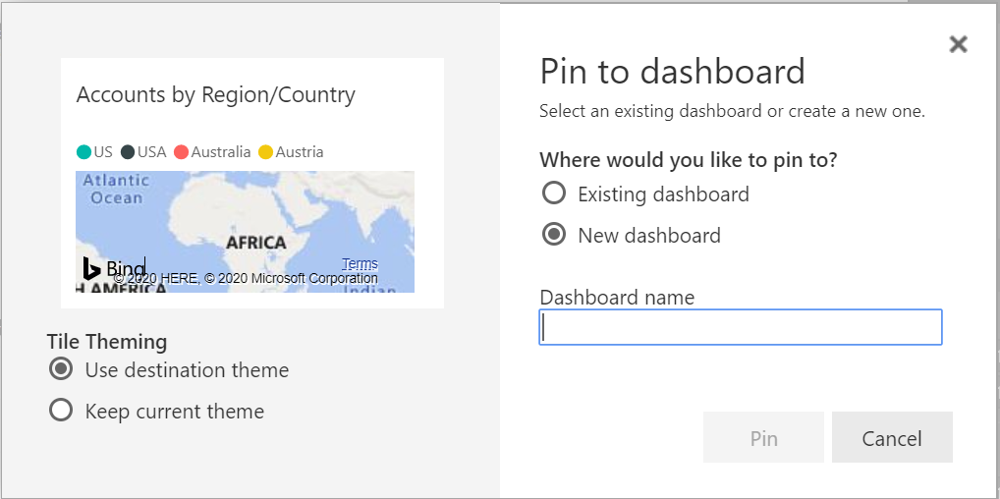 Accounts by Region/Country
US USA Australia Austria
Atlantic
Ocean
AFRICA
Bing
Terms
© 2020 HERE, © 2020 Microsoft Corporation
H AMERICA
Indian
Tile Theming
Use destination theme
Keep current theme
Pin to dashboard
Select an existing dashboard or create a new one.
Where would you like to pin to?
Existing dashboard
New dashboard
Dashboard name
Pin Cancel